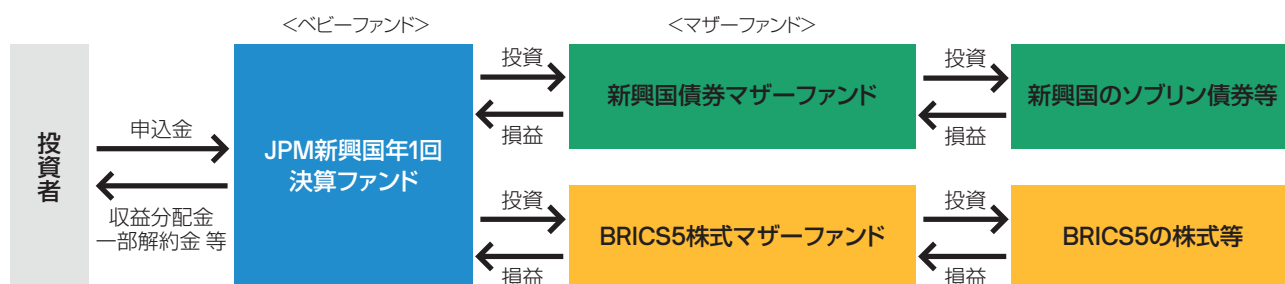 <ベビーファンド>
<マザーファンド>
投資者
申込金
収益分配金
一部解約金 等
JPM新興国年1回
決算ファンド
投資
損益
新興国債券マザーファンド
投資
損益
新興国のソブリン債券等
投資
損益
BRICS5株式マザーファンド
投資
損益
BRICS5の株式等